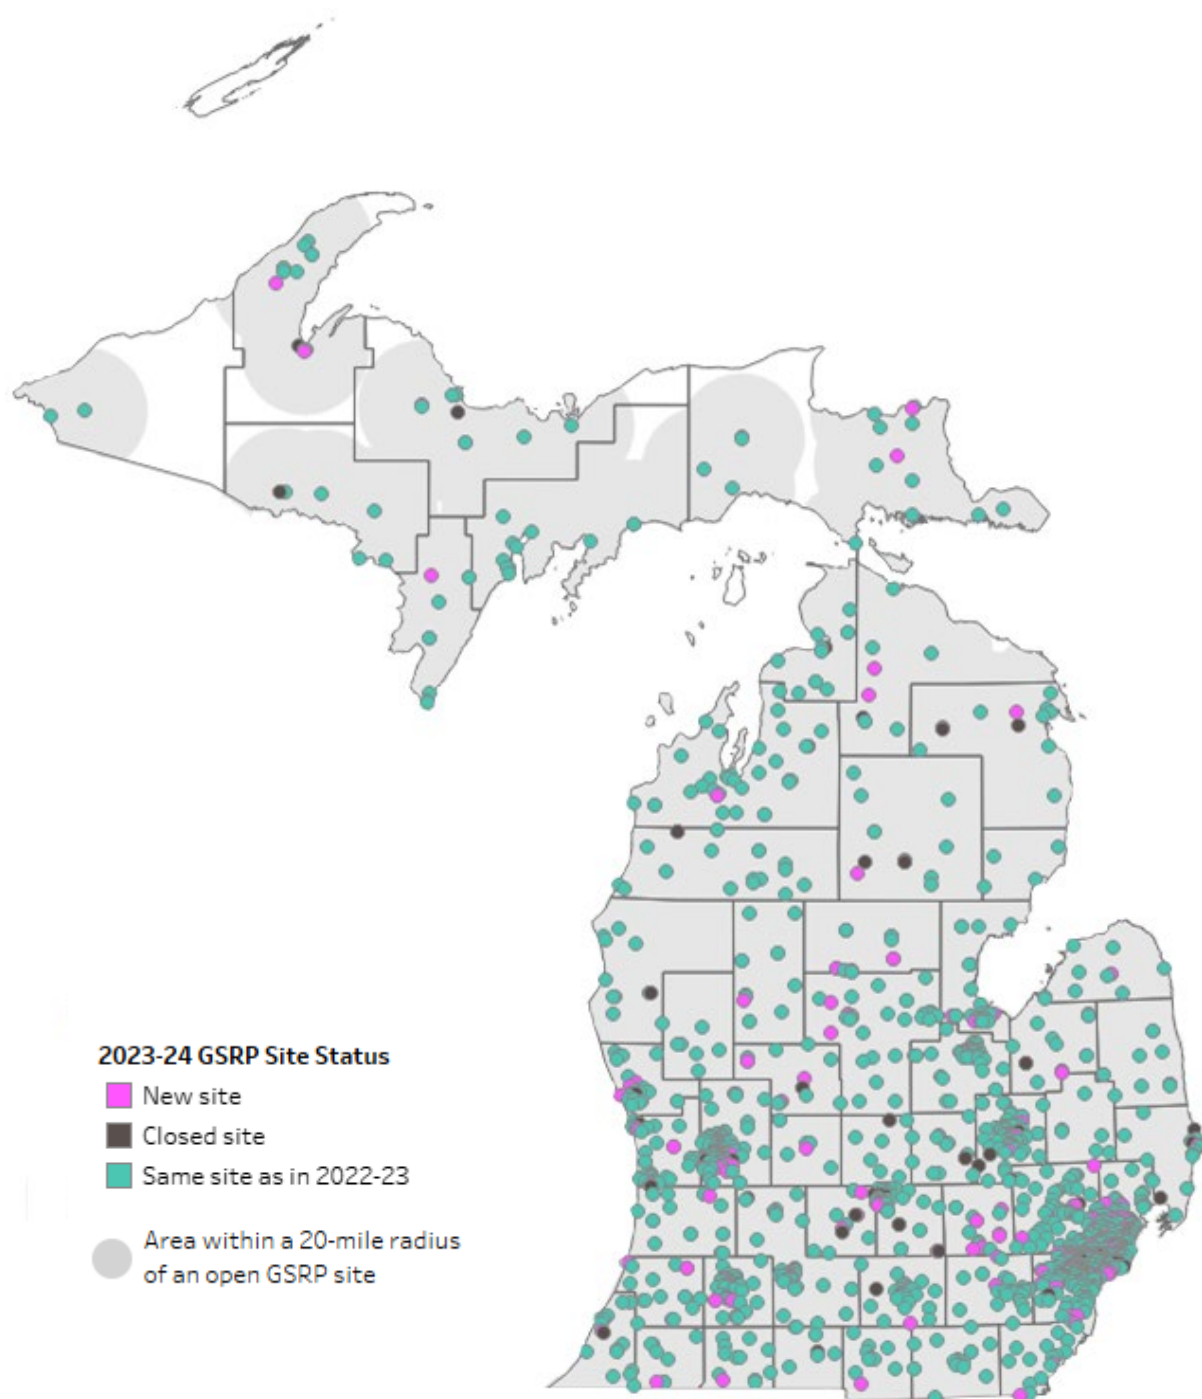 2023-24 GSRP Site Status
New site
Closed site
Same site as in 2022-23
Area within a 20-mile radius
of an open GSRP site